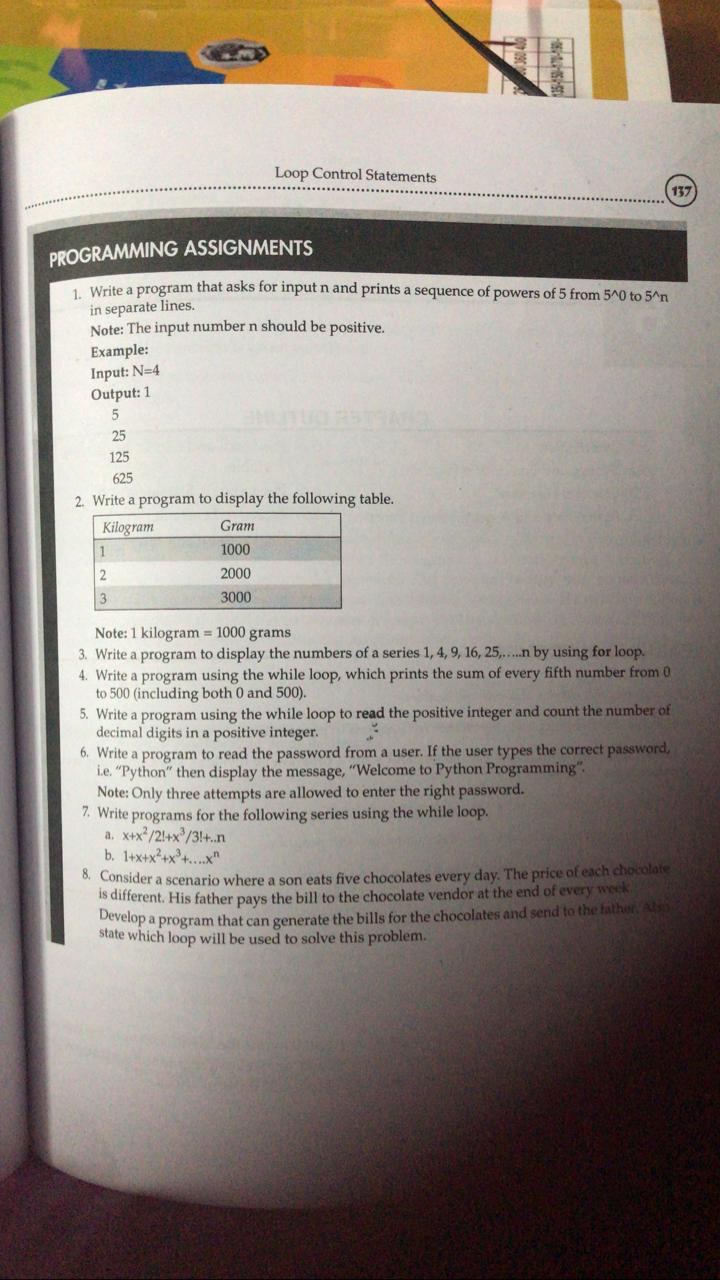 Loop Control Statements
137
PROGRAMMING ASSIGNMENTS
1. Write a program that asks for input n and prints a sequence of powers of 5 from 5^0 to 5^n
in separate lines.
Note: The input number n should be positive.
Example:
Input: N=4
Output: 1
5
25
125
625
2. Write a program to display the following table.
Kilogram Gram
1 1000
2 2000
3 3000
Note: 1 kilogram = 1000 grams
3. Write a program to display the numbers of a series 1, 4, 9, 16, 25,.....n by using for loop.
4. Write a program using the while loop, which prints the sum of every fifth number from 0
to 500 (including both 0 and 500).
5. Write a program using the while loop to read the positive integer and count the number of
decimal digits in a positive integer.
6. Write a program to read the password from a user. If the user types the correct password,
i.e. "Python" then display the message, "Welcome to Python Programming".
Note: Only three attempts are allowed to enter the right password.
7. Write programs for the following series using the while loop.
a. x+x²/2!+x³/3!+..n
b. 1+x+x²+x³+....xⁿ
8. Consider a scenario where a son eats five chocolates every day. The price of each chocolate
is different. His father pays the bill to the chocolate vendor at the end of every week.
Develop a program that can generate the bills for the chocolates and send to the father. Also
state which loop will be used to solve this problem.